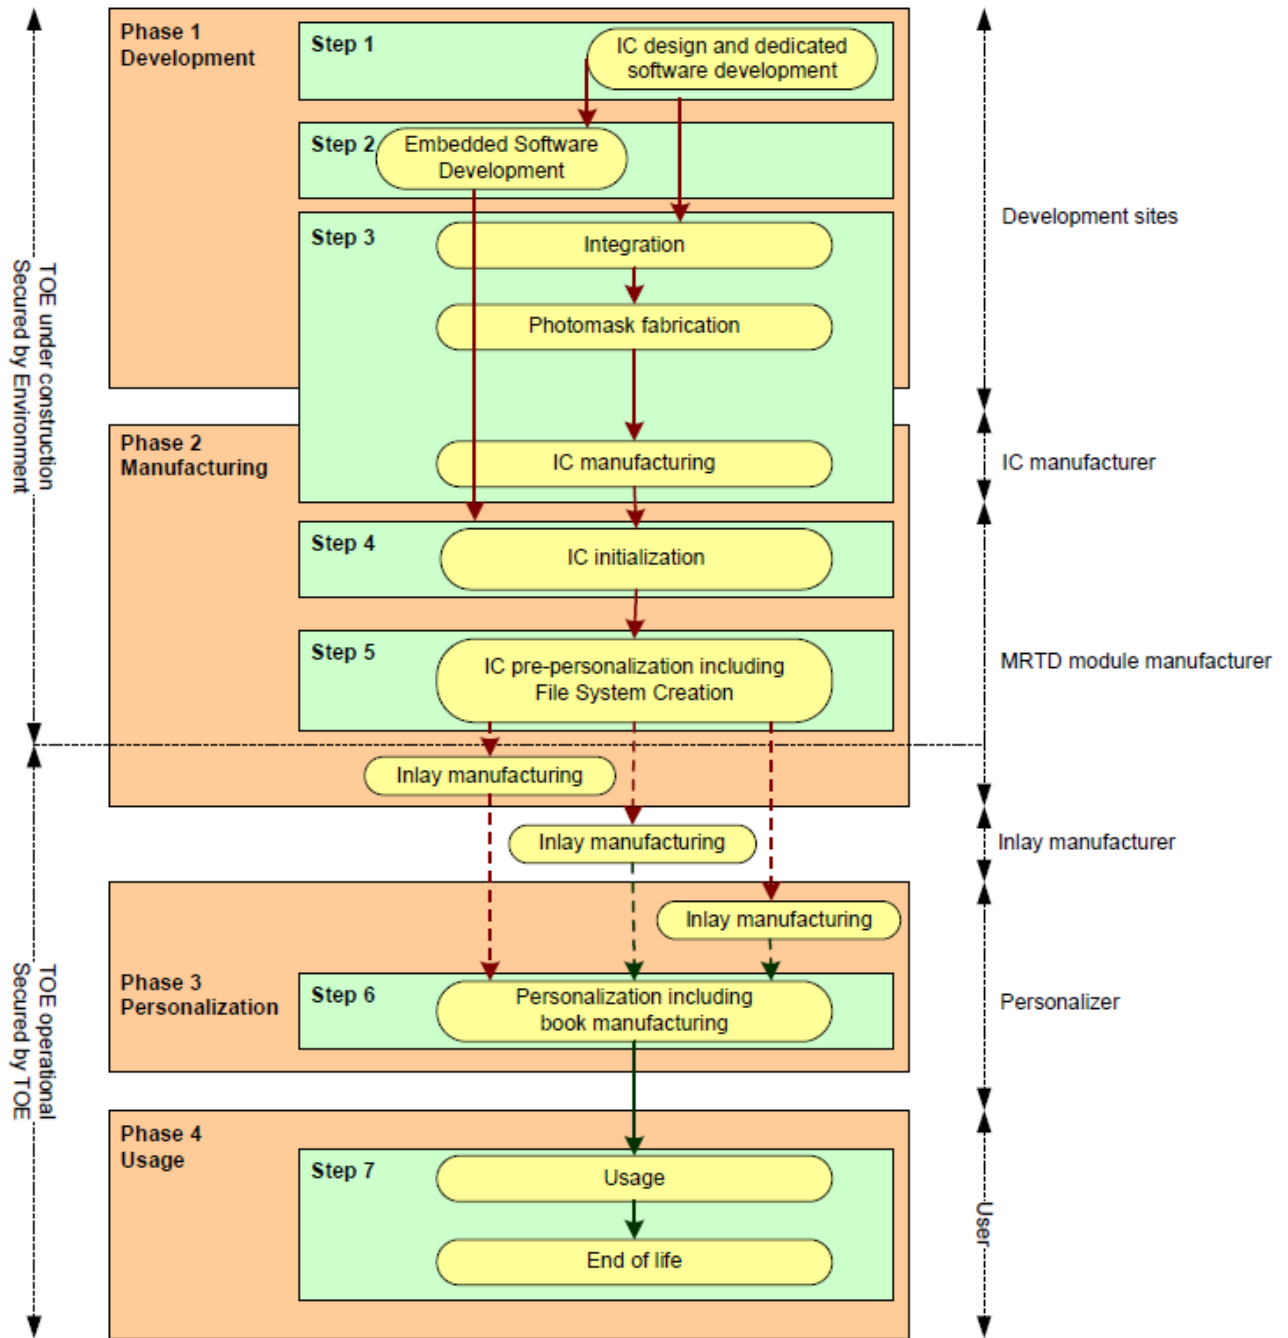 Phase 1
Development
Step 1
IC design and dedicated
software development
Step 2
Embedded Software
Development
Step 3
Integration
Photomask fabrication
Development sites
TOE under construction
Secured by Environment
Phase 2
Manufacturing
IC manufacturing
IC manufacturer
Step 4
IC initialization
Step 5
IC pre-personalization including
File System Creation
MRTD module manufacturer
Inlay manufacturing
Inlay manufacturing
Inlay manufacturer
Inlay manufacturing
Phase 3
Personalization
Step 6
Personalization including
book manufacturing
Personalizer
TOE operational
Secured by TOE
Phase 4
Usage
Step 7
Usage
End of life
User